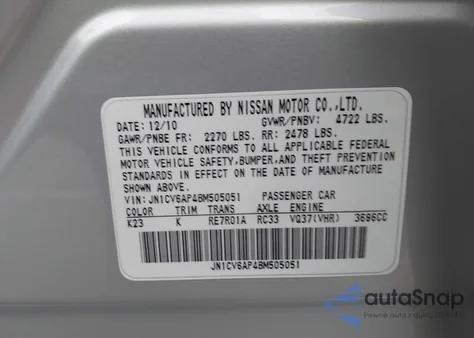 MANUFACTURED BY NISSAN MOTOR CO.,LTD.
DATE: 12/10 GVWR/PNBV: 4722 LBS.
GAWR/PNBE FR: 2270 LBS. RR: 2478 LBS.
THIS VEHICLE CONFORMS TO ALL APPLICABLE FEDERAL
MOTOR VEHICLE SAFETY,BUMPER,AND THEFT PREVENTION
STANDARDS IN EFFECT ON THE DATE OF MANUFACTURE
SHOWN ABOVE.
VIN: JN1CV6AP4BM505051 PASSENGER CAR
COLOR TRIM TRANS AXLE ENGINE
K23 K RE7R01A RC33 VQ37(VHR) 3696CC
JN1CV6AP4BM505051
autoSnap